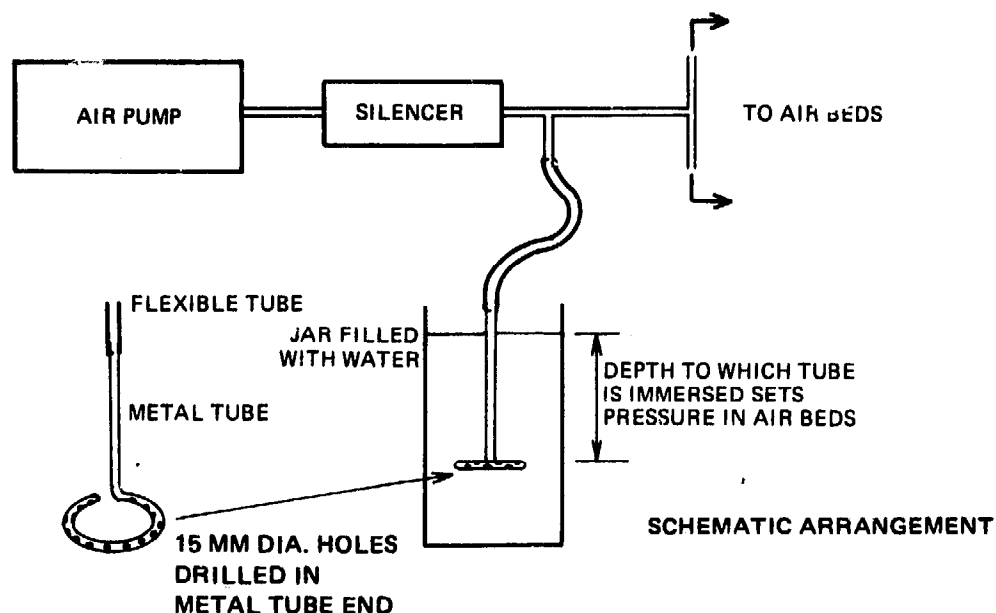 AIR PUMP
SILENCER
TO AIR BEDS
FLEXIBLE TUBE
JAR FILLED
WITH WATER
METAL TUBE
DEPTH TO WHICH TUBE
IS IMMERSED SETS
PRESSURE IN AIR BEDS
15 MM DIA. HOLES
DRILLED IN
METAL TUBE END
SCHEMATIC ARRANGEMENT